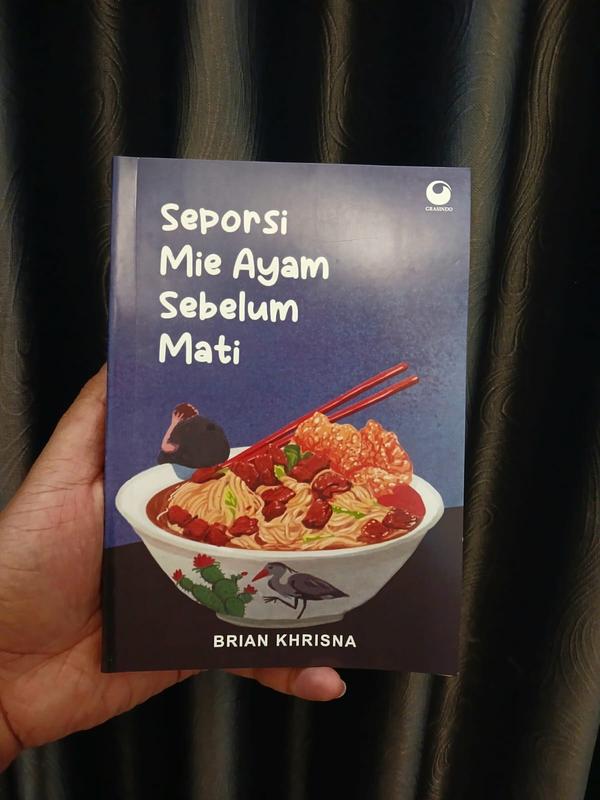 Seporsi
Mie Ayam
Sebelum
Mati
GRASINDO
BRIAN KHRISNA